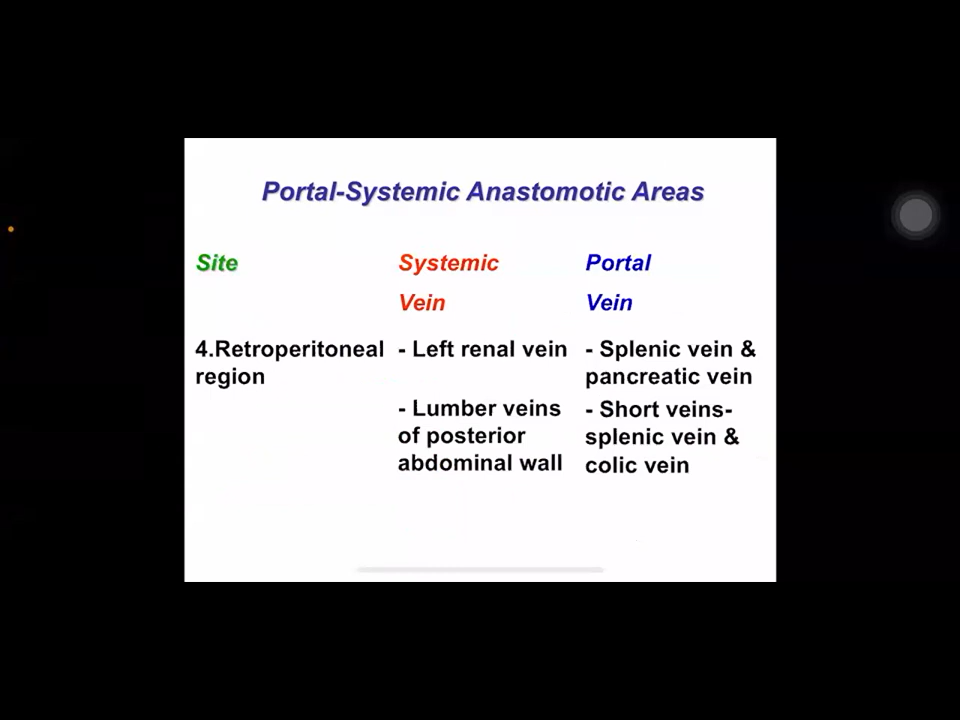 Portal-Systemic Anastomotic Areas
Site Systemic Vein Portal Vein
4.Retroperitoneal region
- Left renal vein
- Splenic vein & pancreatic vein
- Lumber veins of posterior abdominal wall
- Short veins-splenic vein & colic vein